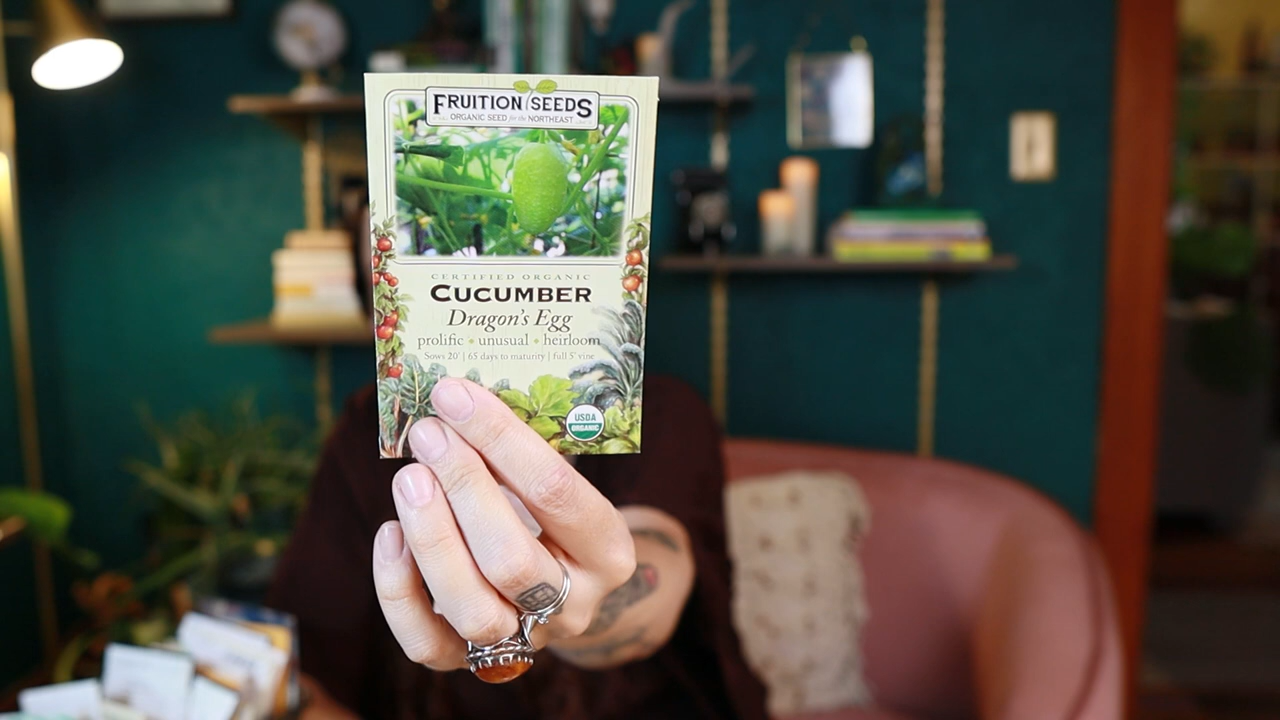 FRUITION SEEDS
ORGANIC SEED for the NORTHEAST
CERTIFIED ORGANIC
CUCUMBER
Dragon's Egg
prolific • unusual • heirloom
Sows 20' | 65 days to maturity | full 5' vine
USDA
ORGANIC